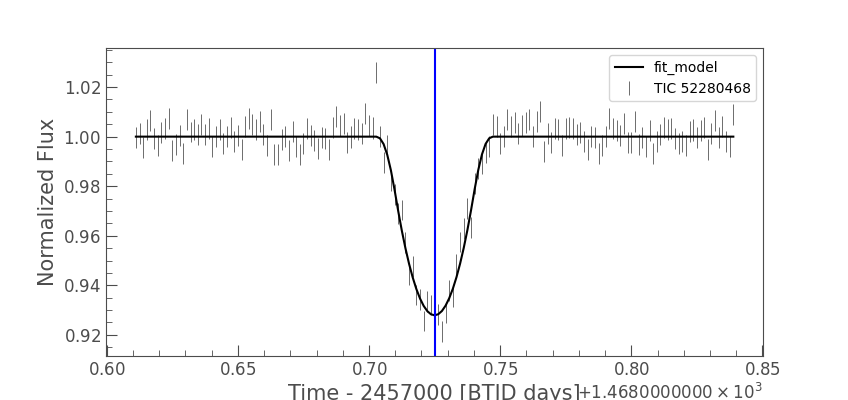 fit_model
TIC 52280468
1.02
1.00
0.98
0.96
0.94
0.92
Normalized Flux
0.60 0.65 0.70 0.75 0.80 0.85
Time - 2457000 [BTJD days]
+1.4680000000 × 10³